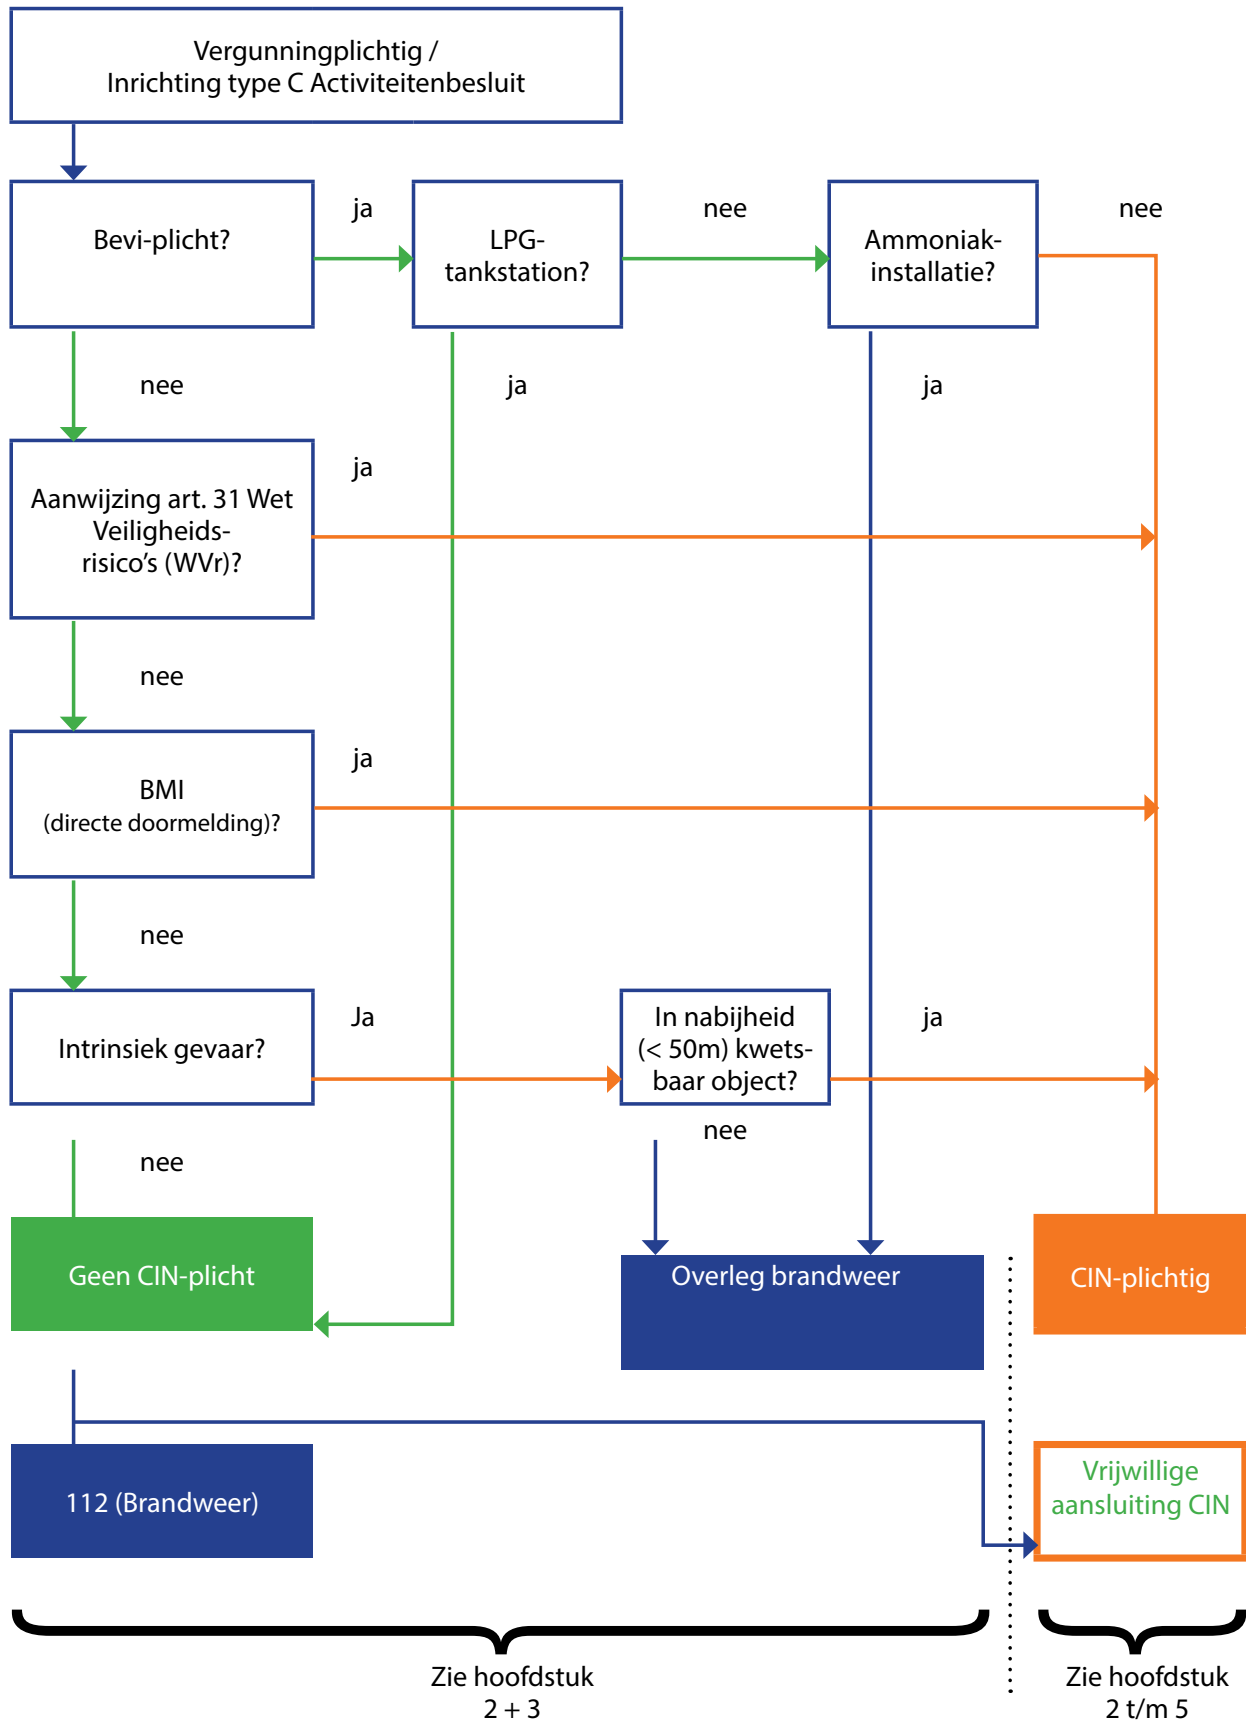 Vergunningplichtig /
Inrichting type C Activiteitenbesluit
Bevi-plicht?
ja
LPG-
tankstation?
nee
Ammoniak-
installatie?
nee
nee
ja
ja
Aanwijzing art. 31 Wet
Veiligheids-
risico's (WVr)?
ja
nee
BMI
(directe doormelding)?
ja
nee
Intrinsiek gevaar?
Ja
In nabijheid
(< 50m) kwets-
baar object?
ja
nee
nee
Geen CIN-plicht
Overleg brandweer
CIN-plichtig
112 (Brandweer)
Vrijwillige
aansluiting CIN
Zie hoofdstuk
2 + 3
Zie hoofdstuk
2 t/m 5